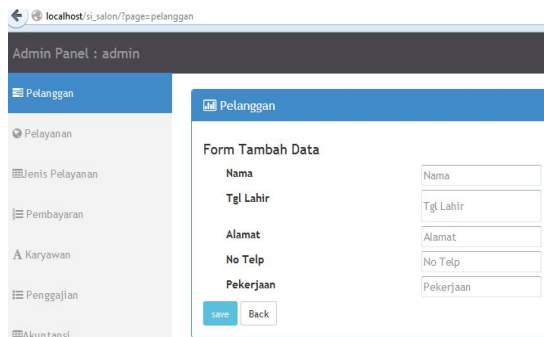 localhost/si_salon/?page=pelanggan
Admin Panel : admin
Pelanggan
Pelayanan
Jenis Pelayanan
Pembayaran
Karyawan
Penggajian
Akuntansi
Pelanggan
Form Tambah Data
Nama Nama
Tgl Lahir Tgl Lahir
Alamat Alamat
No Telp No Telp
Pekerjaan Pekerjaan
save Back